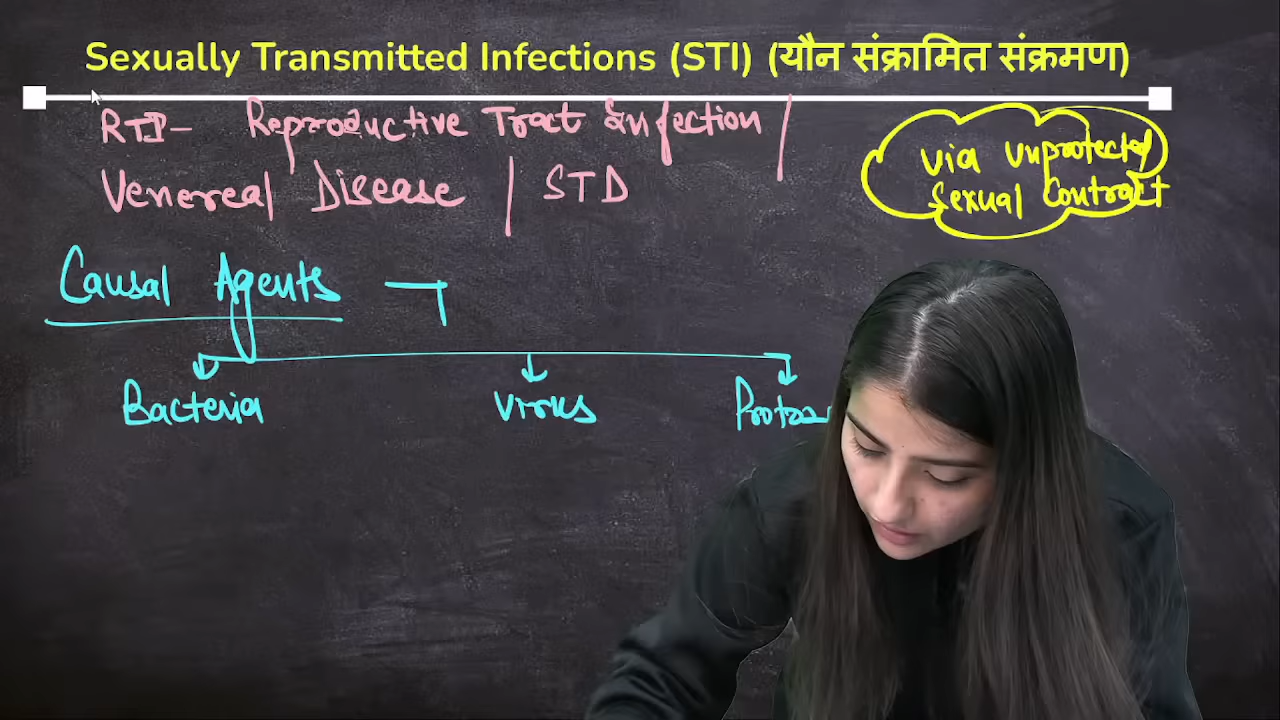 Sexually Transmitted Infections (STI) (यौन संक्रामित संक्रमण)
RTI- Reproductive Tract Infection |
Venereal Disease | STD
via unprotected
sexual Contract
Causal Agents
Bacteria Virus